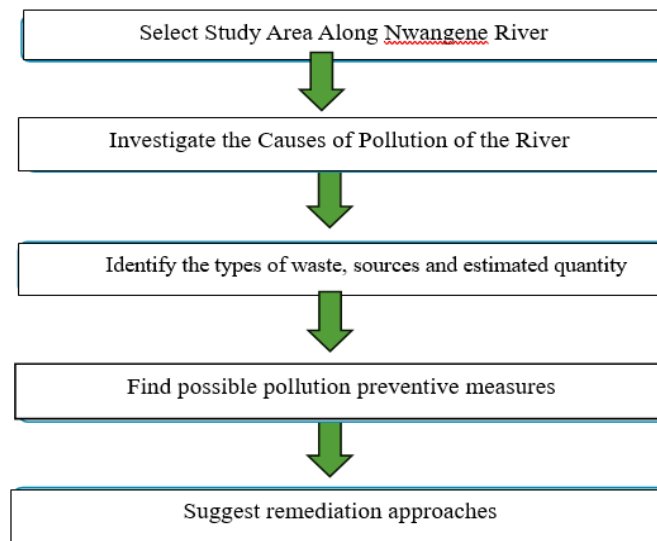 Select Study Area Along Nwangene River
Investigate the Causes of Pollution of the River
Identify the types of waste, sources and estimated quantity
Find possible pollution preventive measures
Suggest remediation approaches